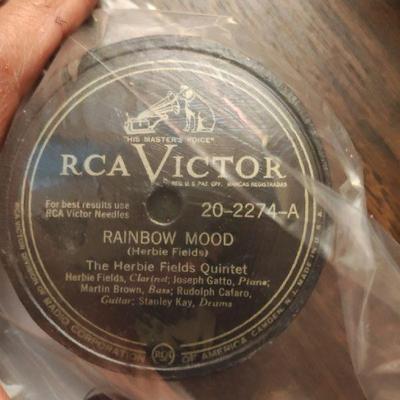 "HIS MASTER'S VOICE"
RCA VICTOR
REG. U.S. PAT. OFF. MARCAS REGISTRADAS
For best results use
RCA Victor Needles
20-2274-A
RAINBOW MOOD
(Herbie Fields)
The Herbie Fields Quintet
Herbie Fields, Clarinet; Joseph Gatto, Piano;
Martin Brown, Bass; Rudolph Cafaro,
Guitar; Stanley Kay, Drums
RCA VICTOR DIVISION OF RADIO CORPORATION OF AMERICA, CAMDEN, N. J. MADE IN U.S.A.
RCA